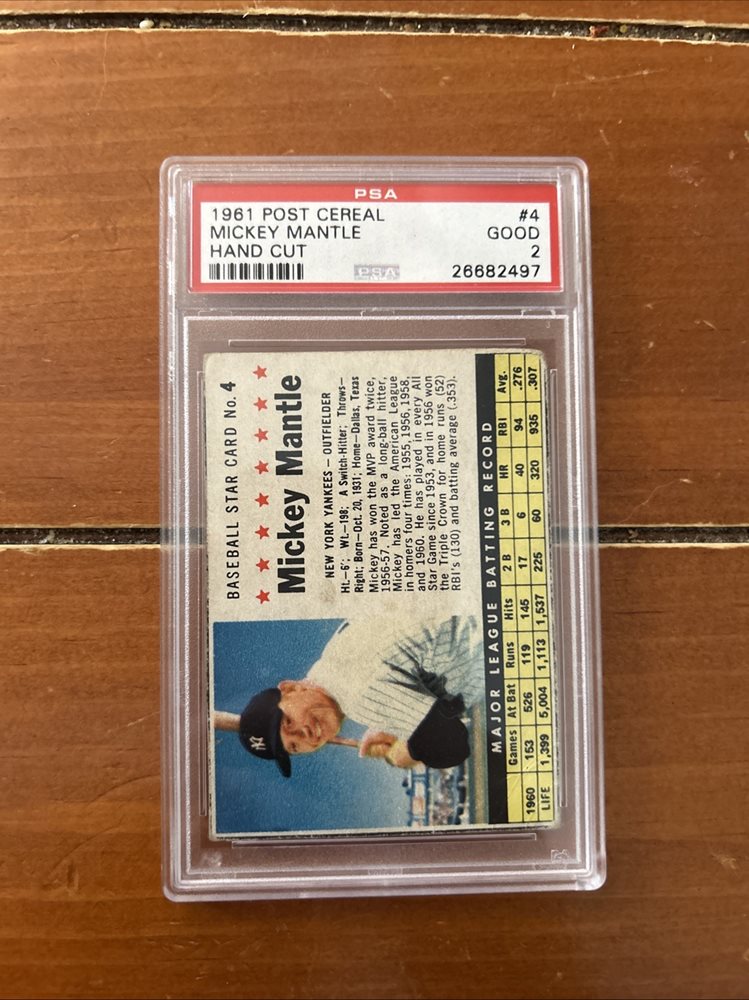 PSA
1961 POST CEREAL #4
MICKEY MANTLE GOOD
HAND CUT 2
PSA 26682497
BASEBALL STAR CARD No. 4
Mickey Mantle
NEW YORK YANKEES – OUTFIELDER
Ht.–6'; Wt.–198; A Switch-Hitter; Throws–
Right; Born–Oct. 20, 1931; Home–Dallas, Texas
Mickey has won the MVP award twice,
1956-57. Noted as a long-ball hitter,
Mickey has led the American League
in homers four times: 1955, 1956, 1958,
and 1960. He has played in every All
Star Game since 1953, and in 1956 won
the Triple Crown for home runs (52)
RBI's (130) and batting average (.353).
MAJOR LEAGUE BATTING RECORD
Games At Bat Runs Hits 2 B 3 B HR RBI Avg.
1960 153 526 119 145 17 6 40 94 .276
LIFE 1,399 5,004 1,113 1,537 225 60 320 935 .307
NY